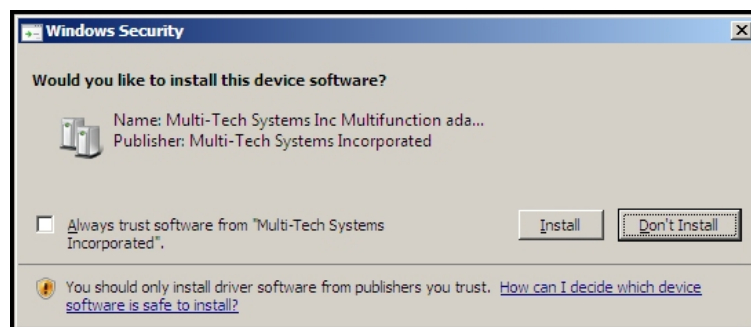 Windows Security
Would you like to install this device software?
Name: Multi-Tech Systems Inc Multifunction ada...
Publisher: Multi-Tech Systems Incorporated
Always trust software from "Multi-Tech Systems
Incorporated".
Install
Don't Install
You should only install driver software from publishers you trust. How can I decide which device
software is safe to install?